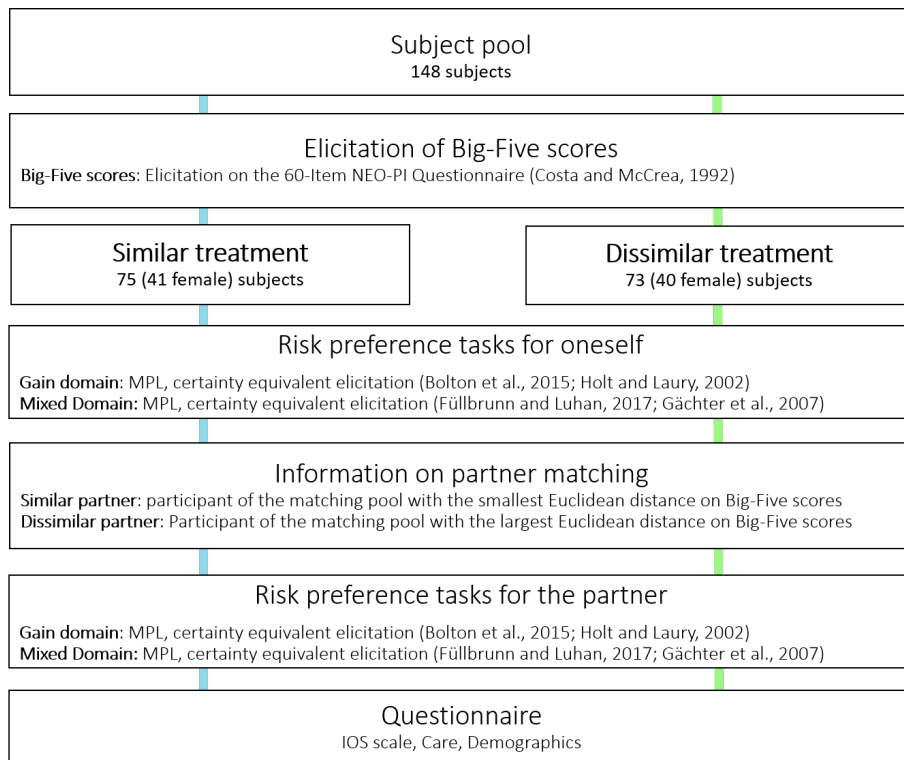 Subject pool
148 subjects
Elicitation of Big-Five scores
Big-Five scores: Elicitation on the 60-Item NEO-PI Questionnaire (Costa and McCrea, 1992)
Similar treatment
75 (41 female) subjects
Dissimilar treatment
73 (40 female) subjects
Risk preference tasks for oneself
Gain domain: MPL, certainty equivalent elicitation (Bolton et al., 2015; Holt and Laury, 2002)
Mixed Domain: MPL, certainty equivalent elicitation (Füllbrunn and Luhan, 2017; Gächter et al., 2007)
Information on partner matching
Similar partner: participant of the matching pool with the smallest Euclidean distance on Big-Five scores
Dissimilar partner: Participant of the matching pool with the largest Euclidean distance on Big-Five scores
Risk preference tasks for the partner
Gain domain: MPL, certainty equivalent elicitation (Bolton et al., 2015; Holt and Laury, 2002)
Mixed Domain: MPL, certainty equivalent elicitation (Füllbrunn and Luhan, 2017; Gächter et al., 2007)
Questionnaire
IOS scale, Care, Demographics